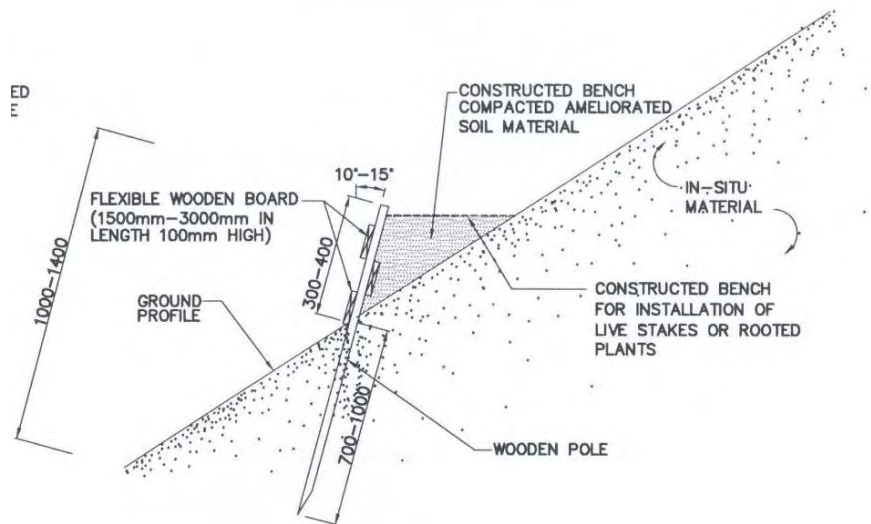 ED
E
CONSTRUCTED BENCH
COMPACTED AMELIORATED
SOIL MATERIAL
10°-15°
FLEXIBLE WOODEN BOARD
(1500mm-3000mm IN
LENGTH 100mm HIGH)
IN-SITU
MATERIAL
1000-1400
300-400
GROUND
PROFILE
CONSTRUCTED BENCH
FOR INSTALLATION OF
LIVE STAKES OR ROOTED
PLANTS
700-1000
WOODEN POLE